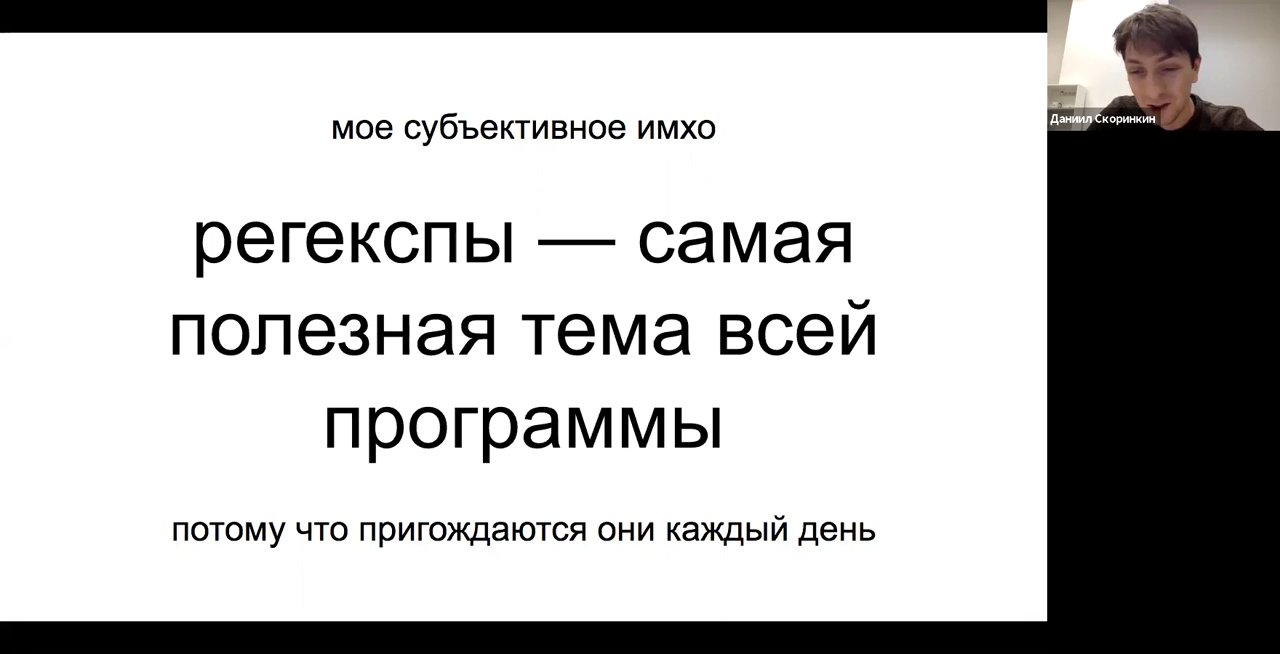 мое субъективное имхо
регекспы — самая
полезная тема всей
программы
потому что пригождаются они каждый день
Даниил Скоринкин